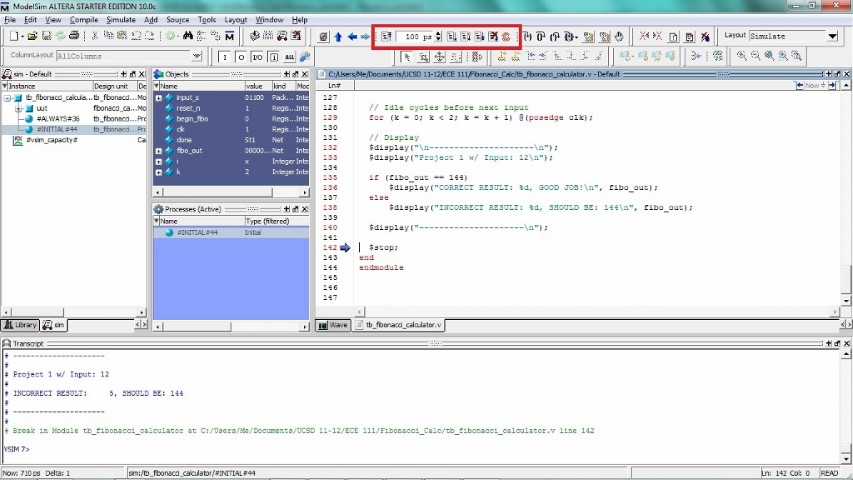 ModelSim ALTERA STARTER EDITION 10.0c
File Edit View Compile Simulate Add Source Tools Layout Window Help
100 ps Layout Simulate
ColumnLayout AllColumns
sim - Default
Instance Design unit
tb_fibonacci_calcula... tb_fibonacci... Mo
uut fibonacci_ca... Mo
#ALWAYS#36 tb_fibonacci... Pro
#INITIAL#44 tb_fibonacci... Pro
#vsim_capacity#
Library sim
Objects
Name value kind Mode
input_s 01100 Pack... Inte
reset_n 1 Regis... Inte
begin_fibo 0 Regis... Inte
clk 1 Regis... Inte
done St1 Net Inte
fibo_out 00000... Net Inte
i x Integer Inte
k 2 Integer Inte
Processes (Active)
Name Type (filtered)
#INITIAL#44 Initial
C:/Users/Me/Documents/UCSD 11-12/ECE 111/Fibonacci_Calc/tb_fibonacci_calculator.v - Default
Ln# Now
127
128 // Idle cycles before next input
129 for (k = 0; k < 2; k = k + 1) @(posedge clk);
130
131 // Display
132 $display("\n--------------------\n");
133 $display("Project 1 w/ Input: 12\n");
134
135 if (fibo_out == 144)
136 $display("CORRECT RESULT: %d, GOOD JOB!\n", fibo_out);
137 else
138 $display("INCORRECT RESULT: %d, SHOULD BE: 144\n", fibo_out);
139
140 $display("--------------------\n");
141
142 $stop;
143 end
144 endmodule
145
146
147
Wave tb_fibonacci_calculator.v
Transcript
# --------------------
#
# Project 1 w/ Input: 12
#
# INCORRECT RESULT: 5, SHOULD BE: 144
#
# --------------------
#
# Break in Module tb_fibonacci_calculator at C:/Users/Me/Documents/UCSD 11-12/ECE 111/Fibonacci_Calc/tb_fibonacci_calculator.v line 142
VSIM 7>
Now: 710 ps Delta: 1 sim:/tb_fibonacci_calculator/#INITIAL#44 Ln: 142 Col: 0 READ